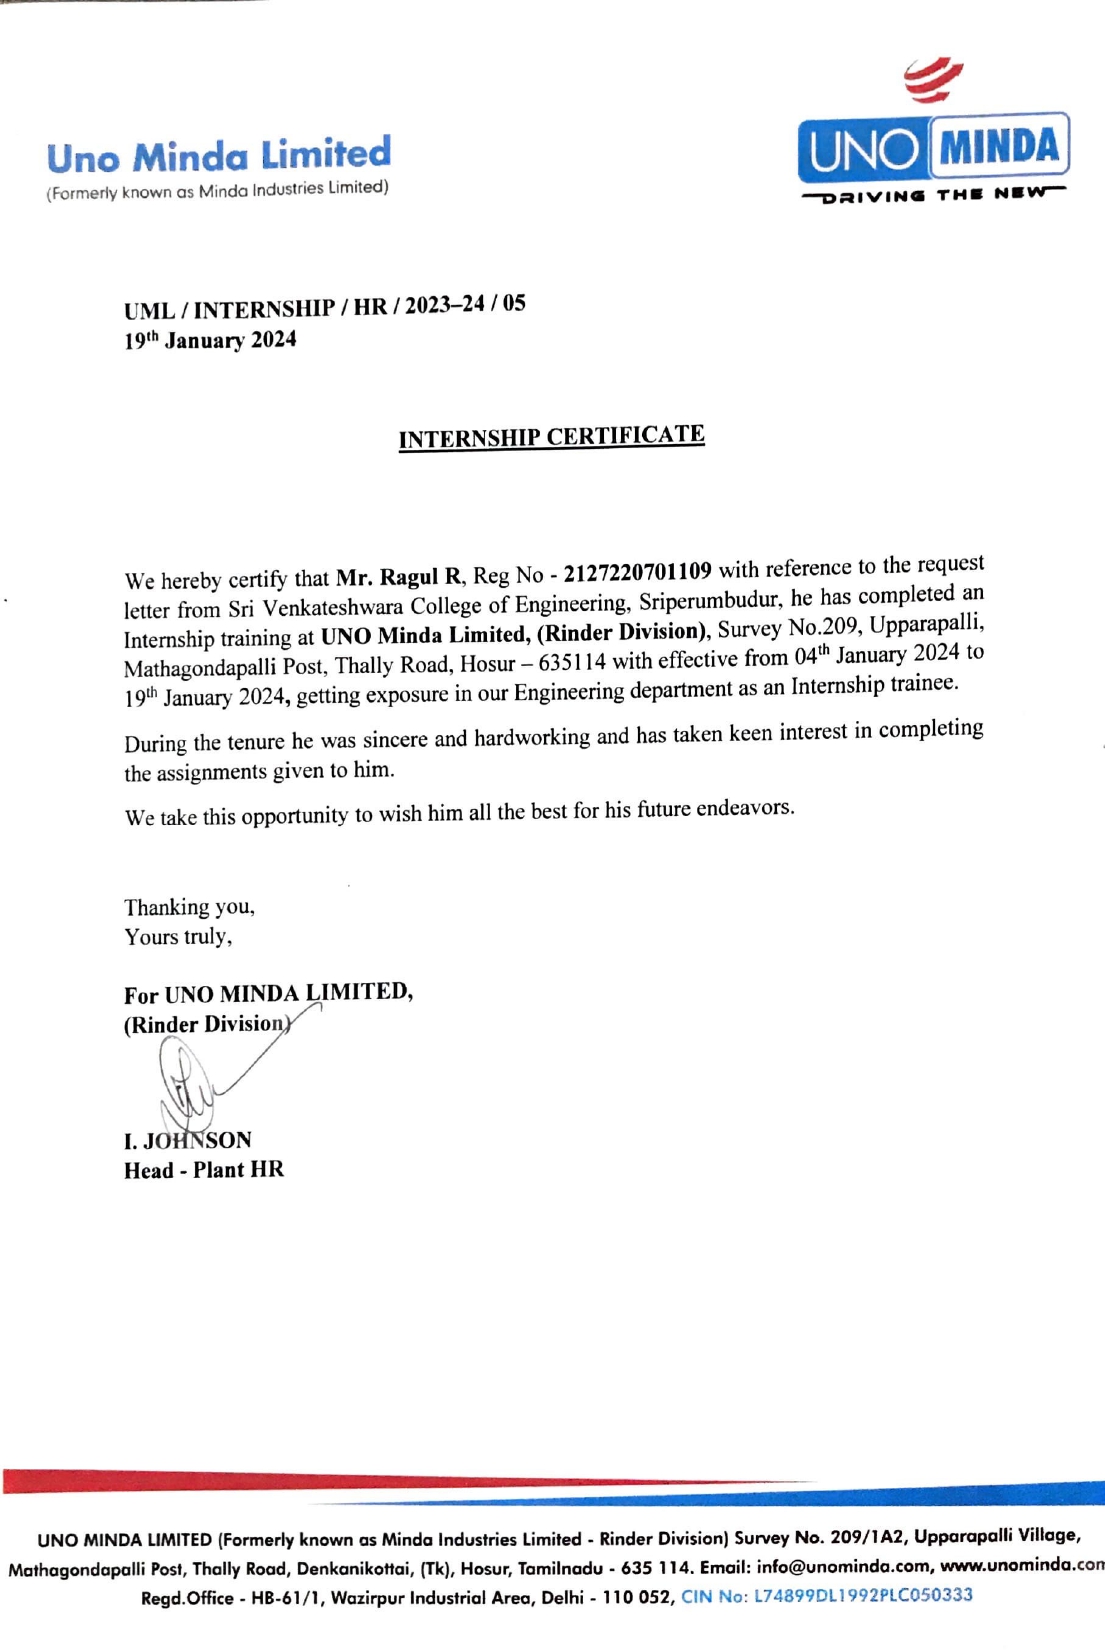 Uno Minda Limited
(Formerly known as Minda Industries Limited)
UNO MINDA
DRIVING THE NEW
UML / INTERNSHIP / HR / 2023–24 / 05
19th January 2024
INTERNSHIP CERTIFICATE
We hereby certify that Mr. Ragul R, Reg No - 2127220701109 with reference to the request
letter from Sri Venkateshwara College of Engineering, Sriperumbudur, he has completed an
Internship training at UNO Minda Limited, (Rinder Division), Survey No.209, Upparapalli,
Mathagondapalli Post, Thally Road, Hosur – 635114 with effective from 04th January 2024 to
19th January 2024, getting exposure in our Engineering department as an Internship trainee.
During the tenure he was sincere and hardworking and has taken keen interest in completing
the assignments given to him.
We take this opportunity to wish him all the best for his future endeavors.
Thanking you,
Yours truly,
For UNO MINDA LIMITED,
(Rinder Division)
I. JOHNSON
Head - Plant HR
UNO MINDA LIMITED (Formerly known as Minda Industries Limited - Rinder Division) Survey No. 209/1A2, Upparapalli Village,
Mathagondapalli Post, Thally Road, Denkanikottai, (Tk), Hosur, Tamilnadu - 635 114. Email: info@unominda.com, www.unominda.com
Regd.Office - HB-61/1, Wazirpur Industrial Area, Delhi - 110 052, CIN No: L74899DL1992PLC050333